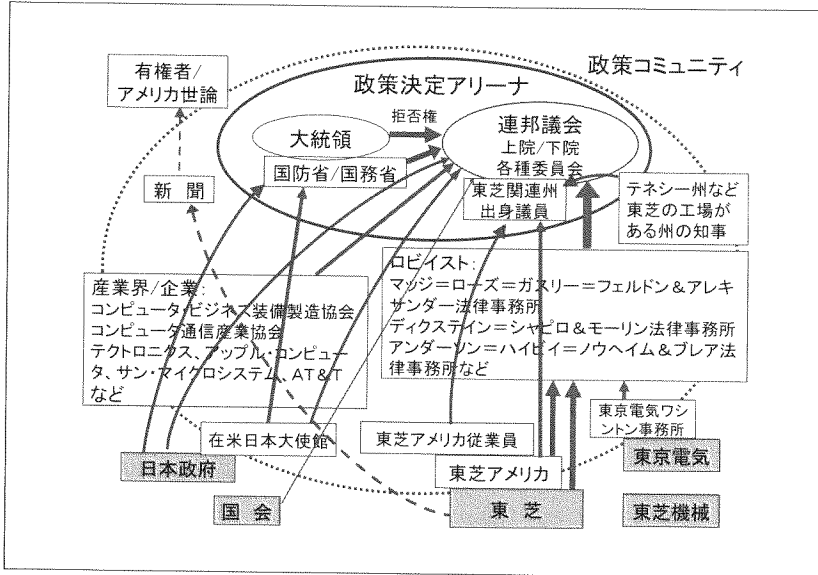 政策コミュニティ
有権者/
アメリカ世論
政策決定アリーナ
拒否権
大統領
連邦議会
上院/下院
各種委員会
国防省/国務省
新 聞
東芝関連州
出身議員
テネシー州など
東芝の工場が
ある州の知事
産業界/企業:
コンピュータ・ビジネス装備製造協会
コンピュータ通信産業協会
テクトロニクス、アップル・コンピュー
タ、サン・マイクロシステム、AT&T
など
ロビイスト:
マッジ=ローズ=ガスリー=フェルドン&アレキ
サンダー法律事務所
ディクステイン=シャピロ&モーリン法律事務所
アンダーソン=ハイビイ=ノウヘイム&ブレア法
律事務所など
在米日本大使館
東芝アメリカ従業員
東京電気ワシ
ントン事務所
日本政府
東芝アメリカ
東京電気
国 会
東 芝
東芝機械